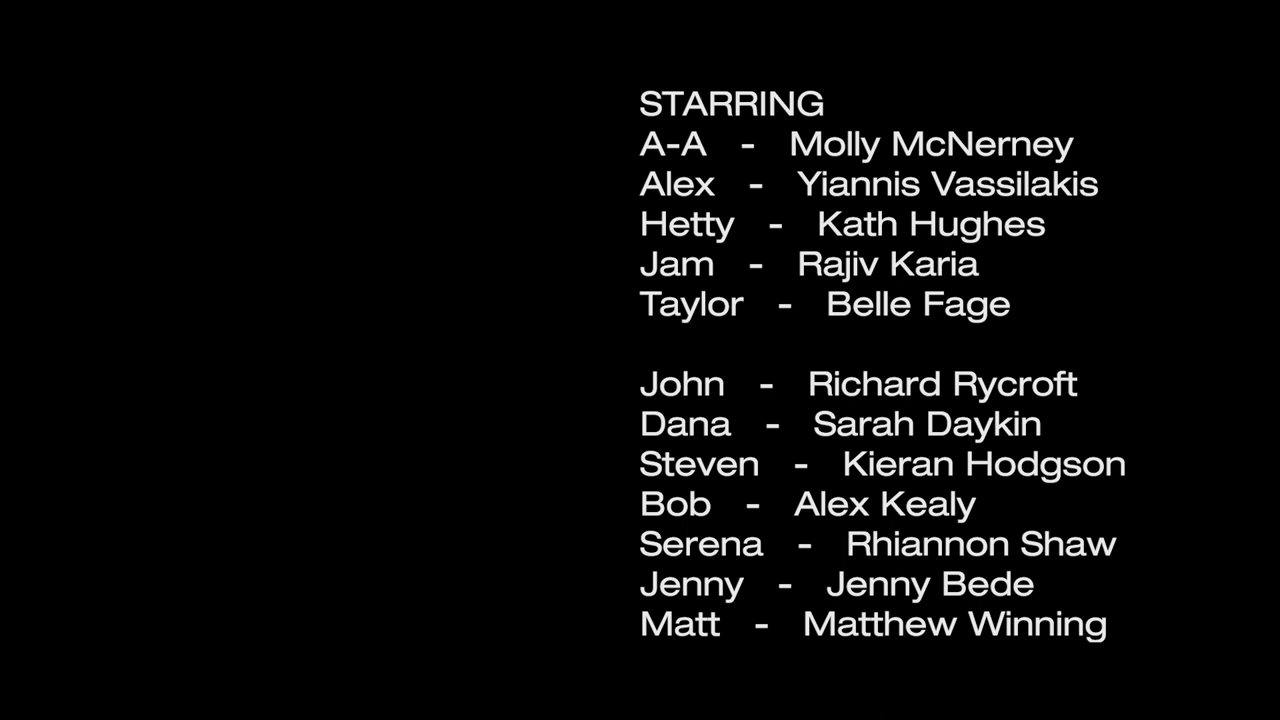 STARRING
A-A - Molly McNerney
Alex - Yiannis Vassilakis
Hetty - Kath Hughes
Jam - Rajiv Karia
Taylor - Belle Fage
John - Richard Rycroft
Dana - Sarah Daykin
Steven - Kieran Hodgson
Bob - Alex Kealy
Serena - Rhiannon Shaw
Jenny - Jenny Bede
Matt - Matthew Winning